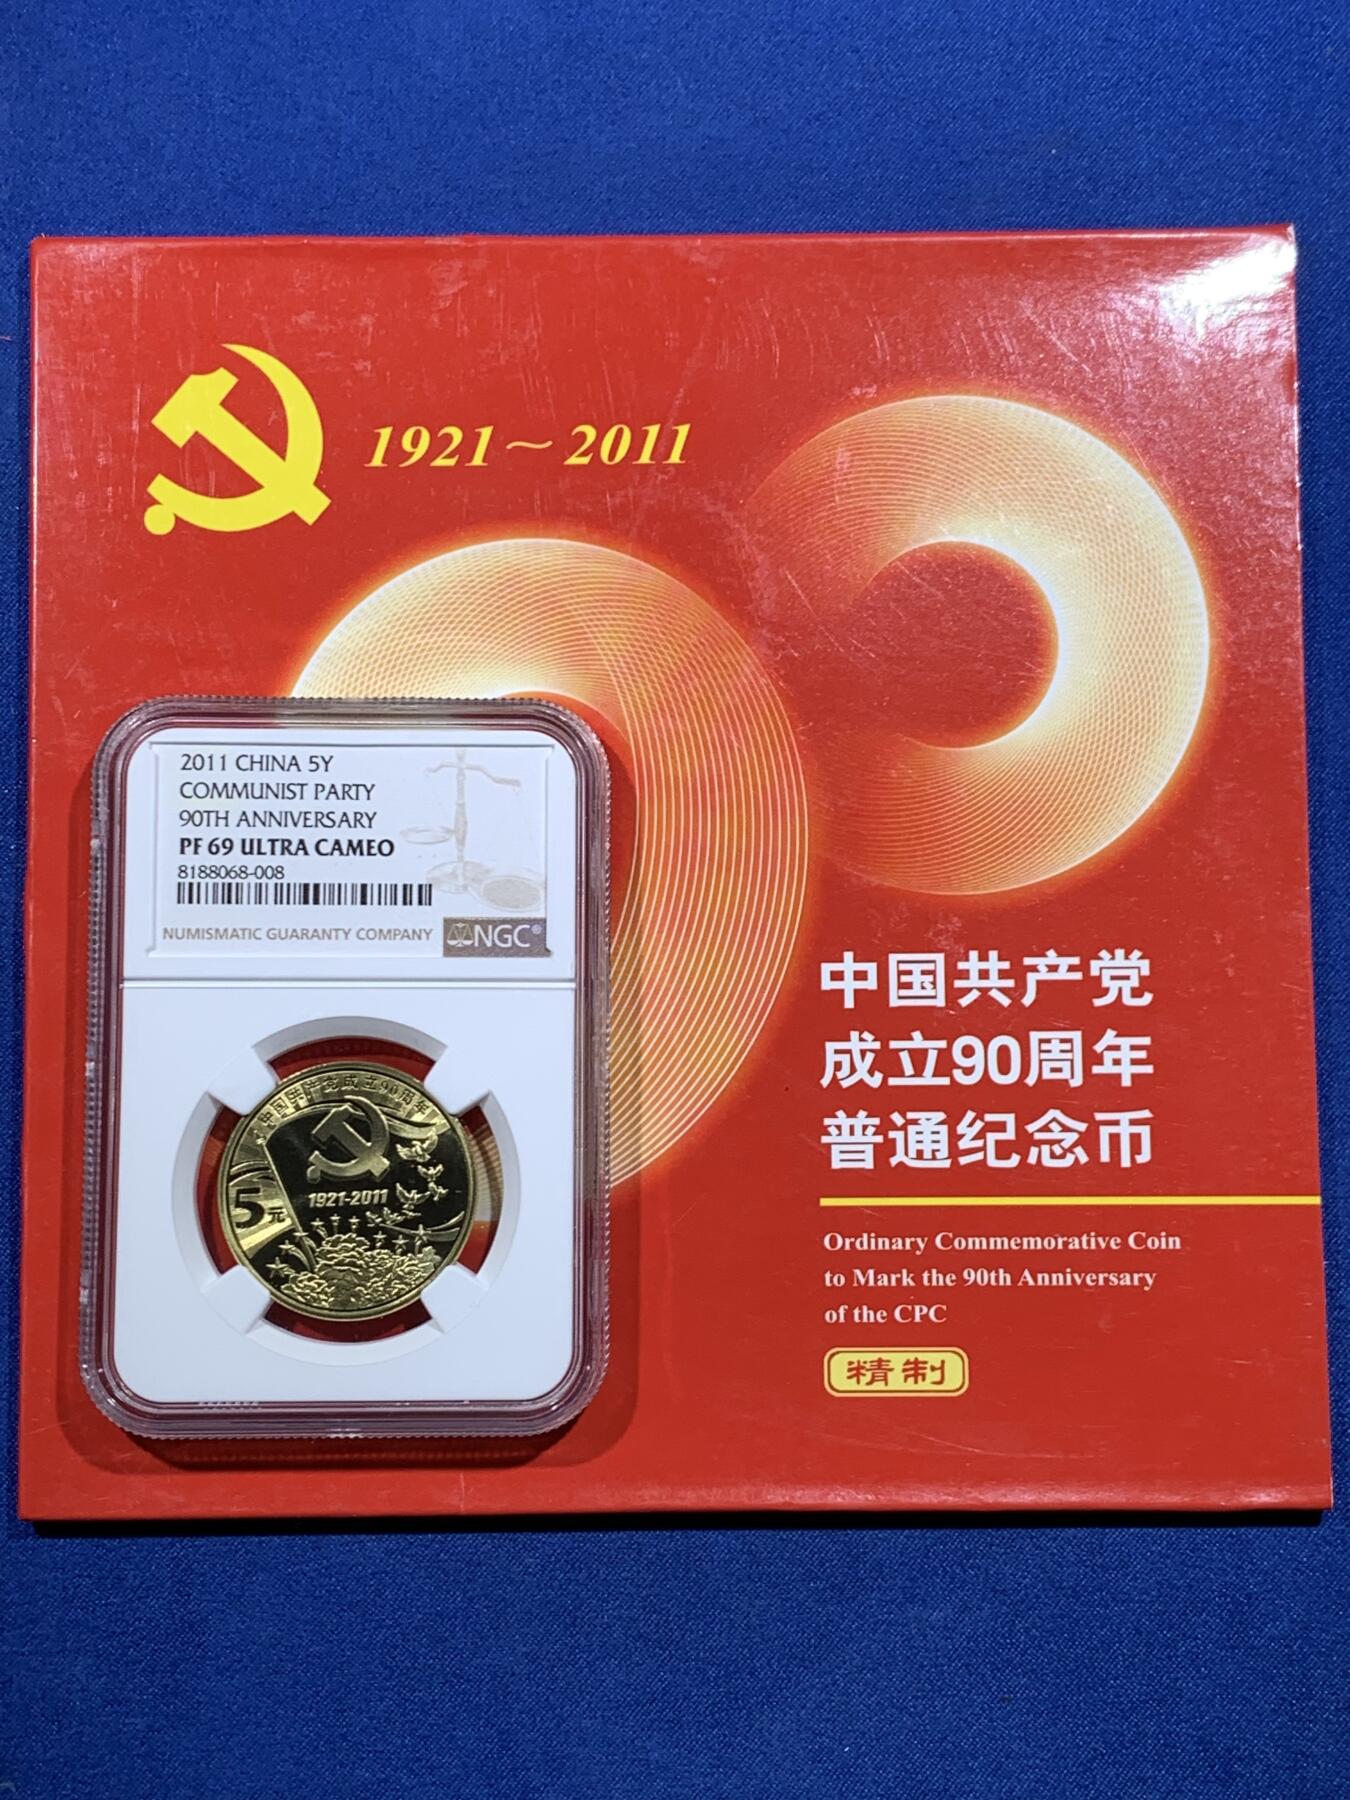 1921～2011
2011 CHINA 5Y
COMMUNIST PARTY
90TH ANNIVERSARY
PF 69 ULTRA CAMEO
8188068-008
NUMISMATIC GUARANTY COMPANY
NGC®
中国共产党成立90周年
1921-2011
5元
中国共产党
成立90周年
普通纪念币
Ordinary Commemorative Coin
to Mark the 90th Anniversary
of the CPC
精制